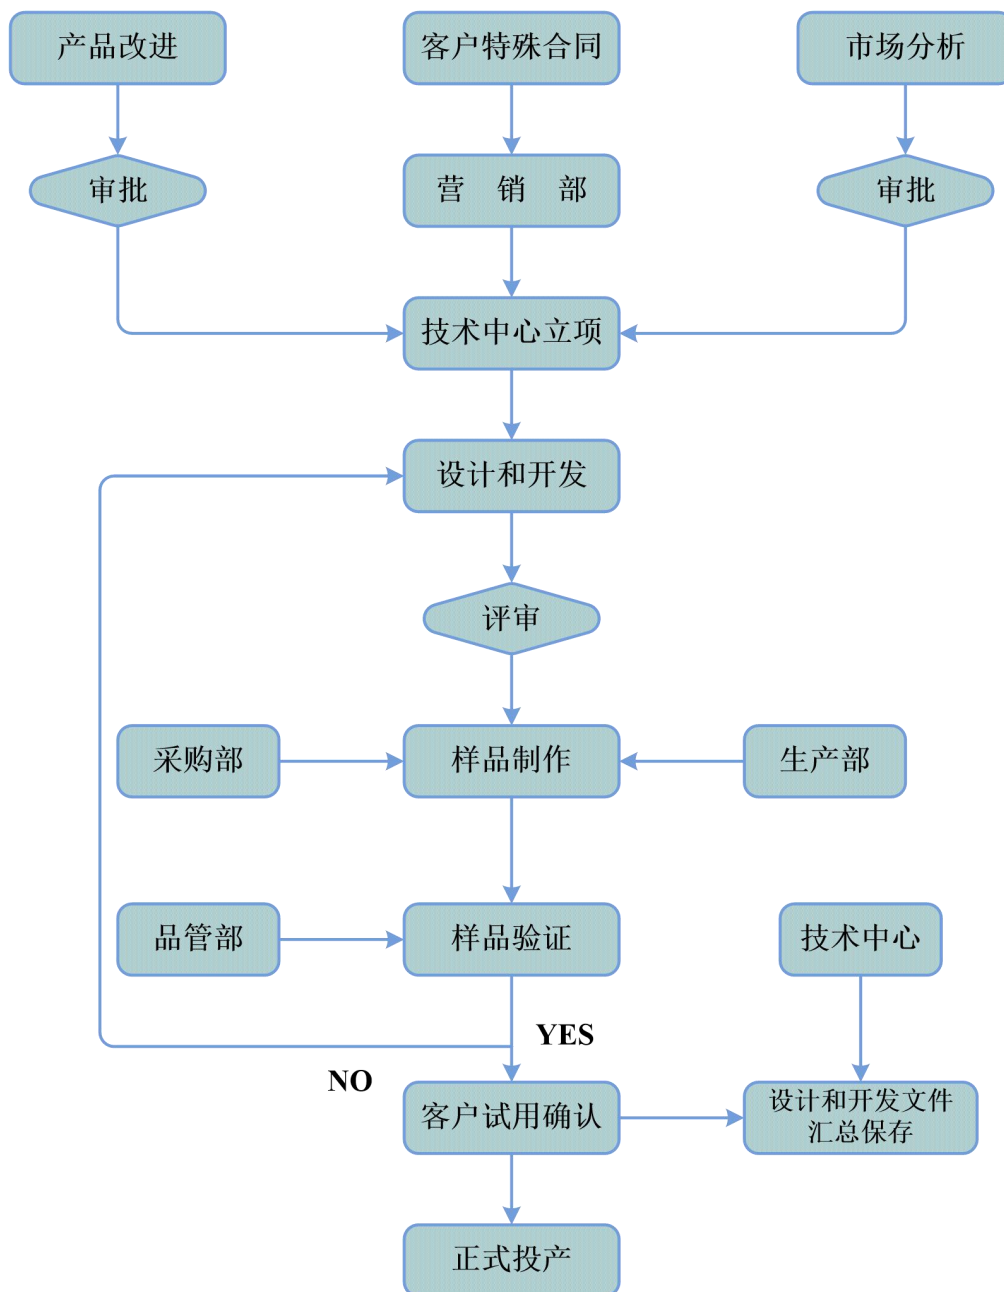 产品改进
客户特殊合同
市场分析
审批
营 销 部
审批
技术中心立项
设计和开发
评审
采购部
样品制作
生产部
品管部
样品验证
技术中心
YES
NO
客户试用确认
设计和开发文件
汇总保存
正式投产